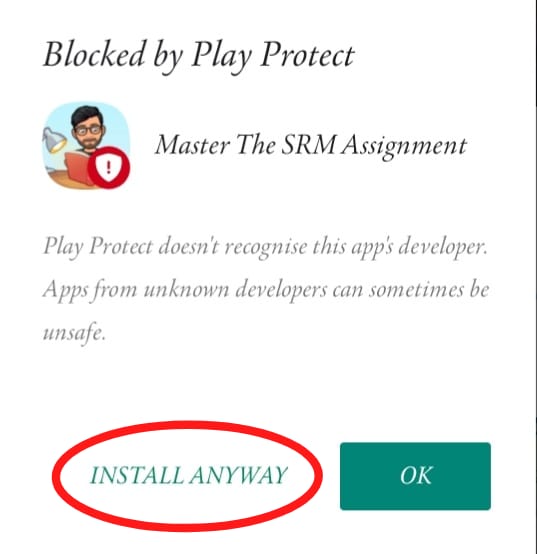 Blocked by Play Protect
Master The SRM Assignment
Play Protect doesn't recognise this app's developer.
Apps from unknown developers can sometimes be
unsafe.
INSTALL ANYWAY
OK